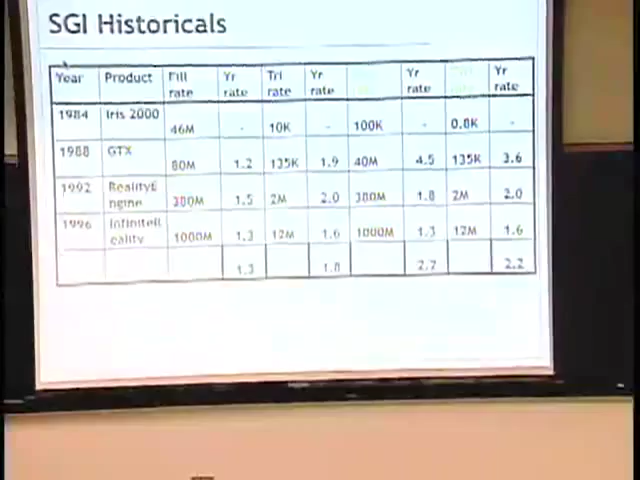 SGI Historicals
Year Product Fill rate Yr rate Tri rate Yr rate Yr rate Yr rate
1984 Iris 2000 46M - 10K - 100K - 0.8K -
1988 GTX 80M 1.2 135K 1.9 40M 4.5 135K 3.6
1992 RealityEngine 380M 1.5 2M 2.0 380M 1.8 2M 2.0
1996 InfiniteReality 1000M 1.3 12M 1.6 1000M 1.3 12M 1.6
1.3 1.8 2.7 2.2